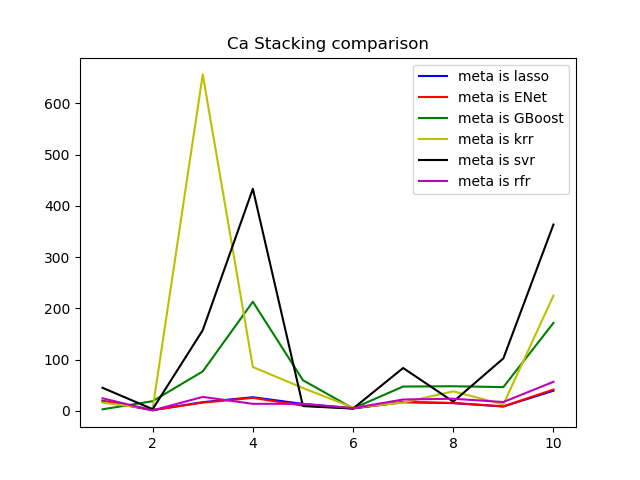 Ca Stacking comparison
meta is lasso
meta is ENet
meta is GBoost
meta is krr
meta is svr
meta is rfr
600
500
400
300
200
100
0
2 4 6 8 10